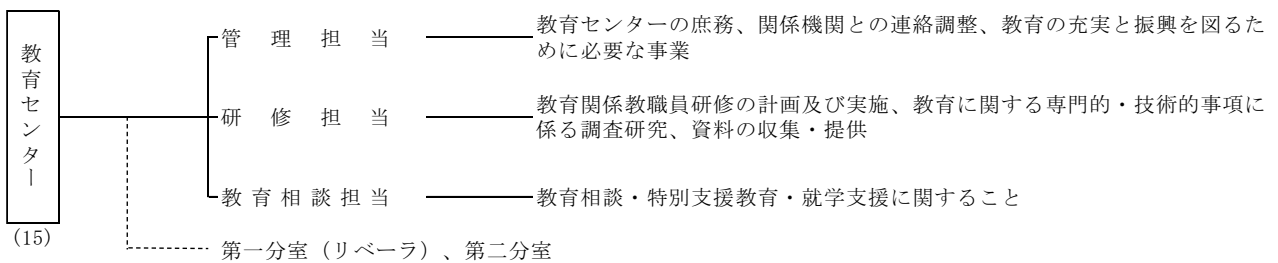 教育センター
(15)
管理担当
教育センターの庶務、関係機関との連絡調整、教育の充実と振興を図るた
めに必要な事業
研修担当
教育関係教職員研修の計画及び実施、教育に関する専門的・技術的事項に
係る調査研究、資料の収集・提供
教育相談担当
教育相談・特別支援教育・就学支援に関すること
第一分室（リベーラ）、第二分室